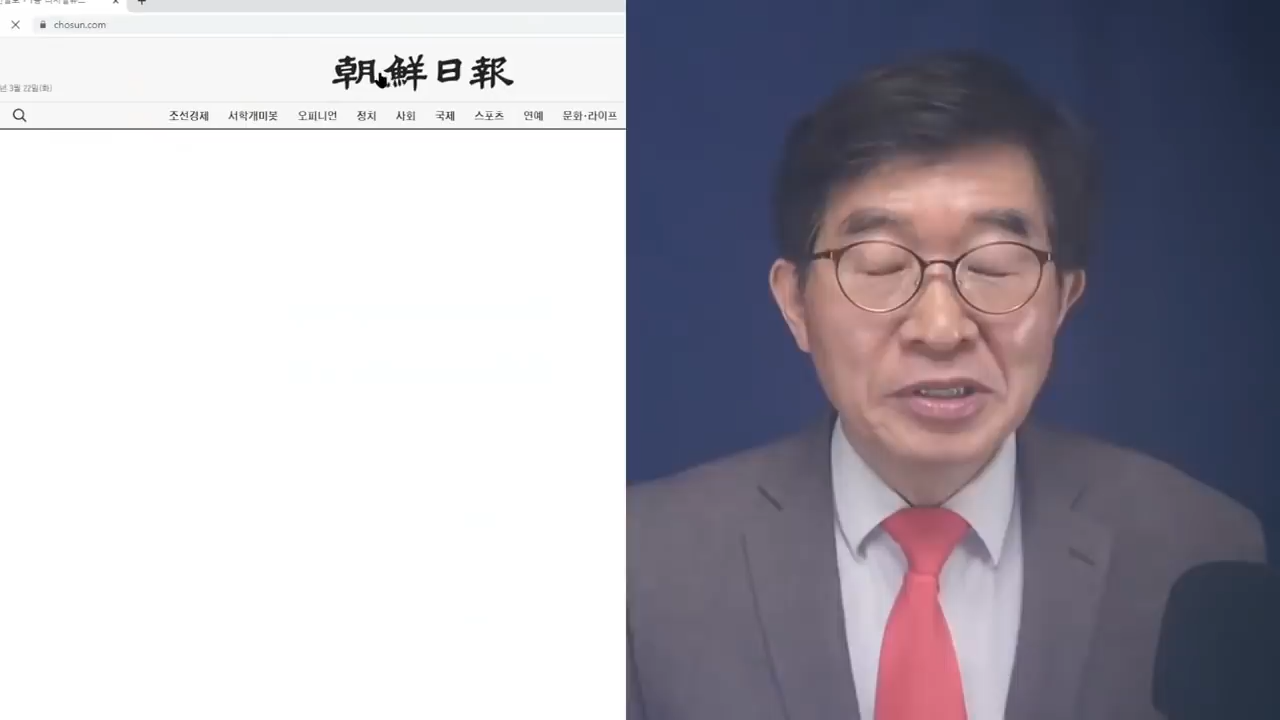 chosun.com
朝鮮日報
년 3월 22일(화)
조선경제 서학개미봇 오피니언 정치 사회 국제 스포츠 연예 문화·라이프